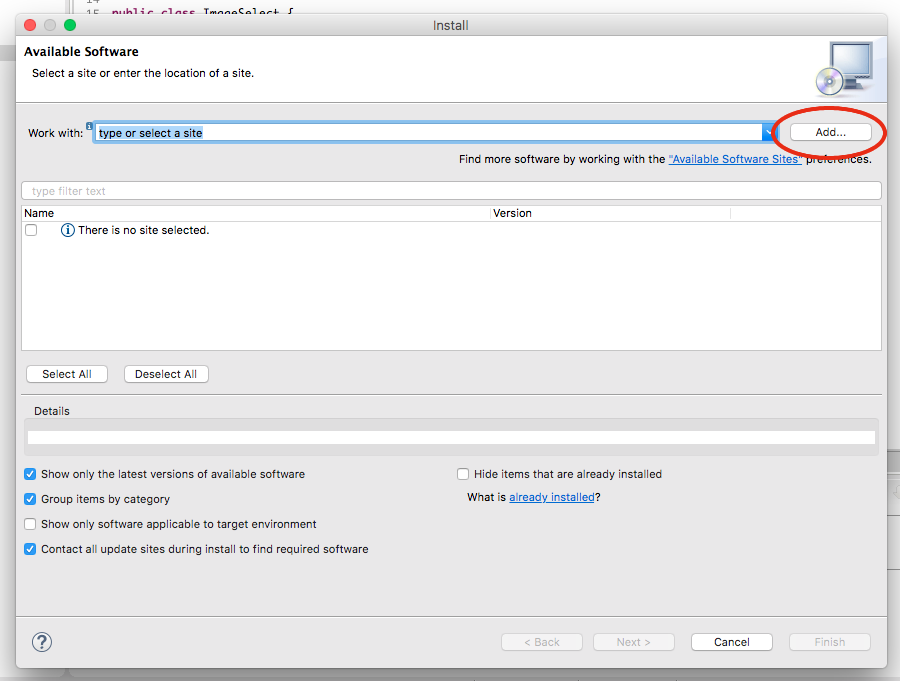 15 public class ImageSelect {
Install
Available Software
Select a site or enter the location of a site.
Work with: type or select a site Add...
Find more software by working with the "Available Software Sites" preferences.
type filter text
Name Version
There is no site selected.
Select All Deselect All
Details
Show only the latest versions of available software Hide items that are already installed
Group items by category What is already installed?
Show only software applicable to target environment
Contact all update sites during install to find required software
? < Back Next > Cancel Finish